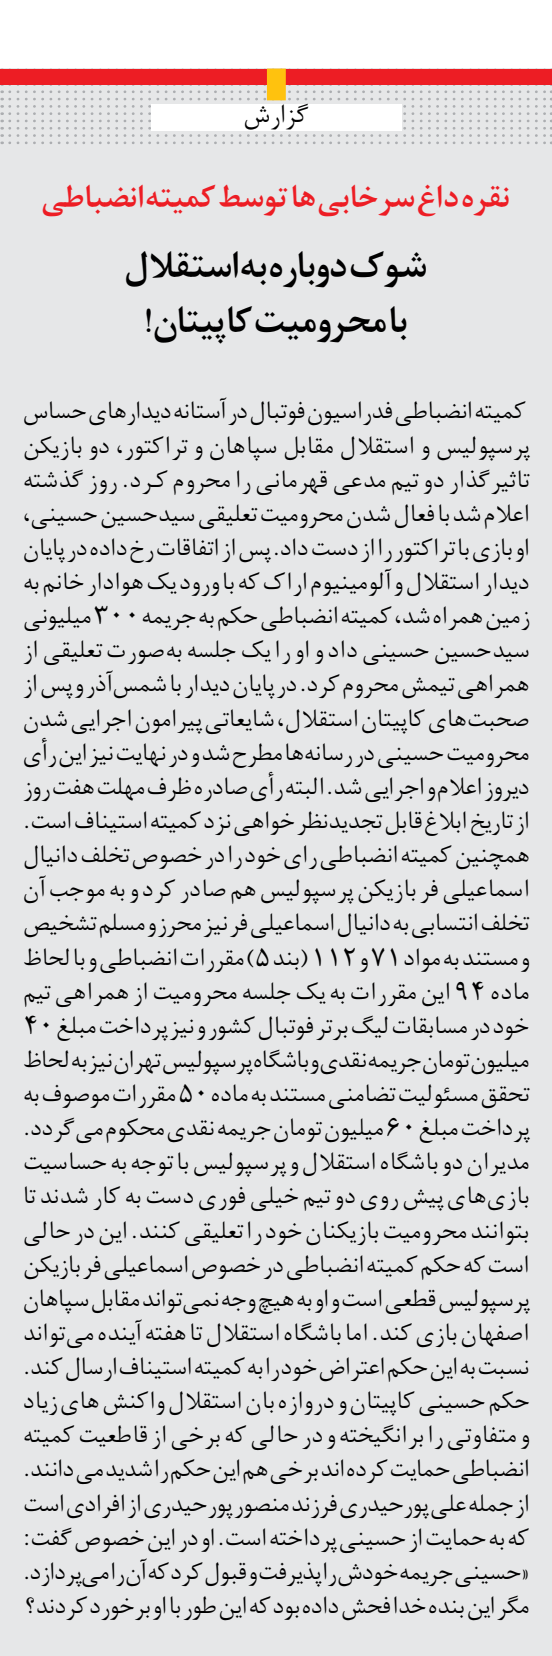 گزارش
نقره داغ سرخابی ها توسط کمیته انضباطی
شوک دوباره به استقلال
با محرومیت کاپیتان!
کمیته انضباطی فدراسیون فوتبال در آستانه دیدارهای حساس
پرسپولیس و استقلال مقابل سپاهان و تراکتور، دو بازیکن
تاثیرگذار دو تیم مدعی قهرمانی را محروم کرد. روز گذشته
اعلام شد با فعال شدن محرومیت تعلیقی سیدحسین حسینی،
او بازی با تراکتور را از دست داد. پس از اتفاقات رخ داده در پایان
دیدار استقلال و آلومینیوم اراک که با ورود یک هوادار خانم به
زمین همراه شد، کمیته انضباطی حکم به جریمه ۳۰۰ میلیونی
سیدحسین حسینی داد و او را یک جلسه به‌صورت تعلیقی از
همراهی تیمش محروم کرد. در پایان دیدار با شمس‌آذر و پس از
صحبت‌های کاپیتان استقلال، شایعاتی پیرامون اجرایی شدن
محرومیت حسینی در رسانه‌ها مطرح شد و در نهایت نیز این رأی
دیروز اعلام و اجرایی شد. البته رأی صادره ظرف مهلت هفت روز
از تاریخ ابلاغ قابل تجدیدنظر خواهی نزد کمیته استیناف است.
همچنین کمیته انضباطی رای خود را در خصوص تخلف دانیال
اسماعیلی فر بازیکن پرسپولیس هم صادر کرد و به موجب آن
تخلف انتسابی به دانیال اسماعیلی فر نیز محرز و مسلم تشخیص
و مستند به مواد ۷۱ و ۱۱۲ (بند ۵) مقررات انضباطی و با لحاظ
ماده ۹۴ این مقررات به یک جلسه محرومیت از همراهی تیم
خود در مسابقات لیگ برتر فوتبال کشور و نیز پرداخت مبلغ ۴۰
میلیون تومان جریمه نقدی و باشگاه پرسپولیس تهران نیز به لحاظ
تحقق مسئولیت تضامنی مستند به ماده ۵۰ مقررات موصوف به
پرداخت مبلغ ۶۰ میلیون تومان جریمه نقدی محکوم می گردد.
مدیران دو باشگاه استقلال و پرسپولیس با توجه به حساسیت
بازی‌های پیش روی دو تیم خیلی فوری دست به کار شدند تا
بتوانند محرومیت بازیکنان خود را تعلیقی کنند. این در حالی
است که حکم کمیته انضباطی در خصوص اسماعیلی فر بازیکن
پرسپولیس قطعی است و او به هیچ وجه نمی‌تواند مقابل سپاهان
اصفهان بازی کند. اما باشگاه استقلال تا هفته آینده می‌تواند
نسبت به این حکم اعتراض خود را به کمیته استیناف ارسال کند.
حکم حسینی کاپیتان و دروازه بان استقلال واکنش های زیاد
و متفاوتی را برانگیخته و در حالی که برخی از قاطعیت کمیته
انضباطی حمایت کرده‌اند برخی هم این حکم را شدید می دانند.
از جمله علی پورحیدری فرزند منصور پورحیدری از افرادی است
که به حمایت از حسینی پرداخته است. او در این خصوص گفت:
«حسینی جریمه خودش را پذیرفت و قبول کرد که آن را می‌پردازد.
مگر این بنده خدا فحش داده بود که این طور با او برخورد کردند؟